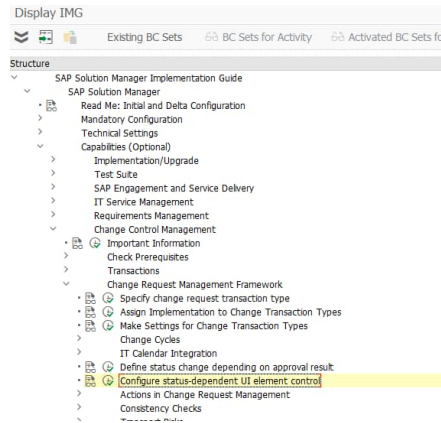 Display IMG
Existing BC Sets BC Sets for Activity Activated BC Sets fo
Structure
SAP Solution Manager Implementation Guide
SAP Solution Manager
Read Me: Initial and Delta Configuration
Mandatory Configuration
Technical Settings
Capabilities (Optional)
Implementation/Upgrade
Test Suite
SAP Engagement and Service Delivery
IT Service Management
Requirements Management
Change Control Management
Important Information
Check Prerequisites
Transactions
Change Request Management Framework
Specify change request transaction type
Assign Implementation to Change Transaction Types
Make Settings for Change Transaction Types
Change Cycles
IT Calendar Integration
Define status change depending on approval result
Configure status-dependent UI element control
Actions in Change Request Management
Consistency Checks
Transport Risks